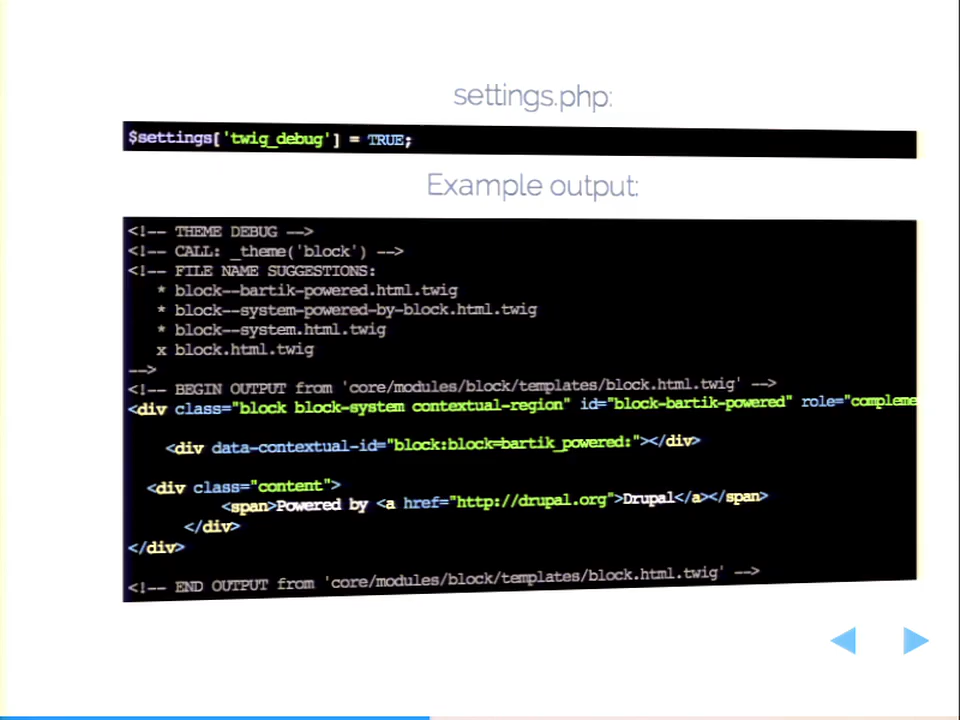 settings.php:
$settings['twig_debug'] = TRUE;
Example output:
<!-- THEME DEBUG -->
<!-- CALL: _theme('block') -->
<!-- FILE NAME SUGGESTIONS:
* block--bartik-powered.html.twig
* block--system-powered-by-block.html.twig
* block--system.html.twig
x block.html.twig
-->
<!-- BEGIN OUTPUT from 'core/modules/block/templates/block.html.twig' -->
<div class="block block-system contextual-region" id="block-bartik-powered" role="compleme
<div data-contextual-id="block:block=bartik_powered:"></div>
<div class="content">
<span>Powered by <a href="http://drupal.org">Drupal</a></span>
</div>
</div>
<!-- END OUTPUT from 'core/modules/block/templates/block.html.twig' -->